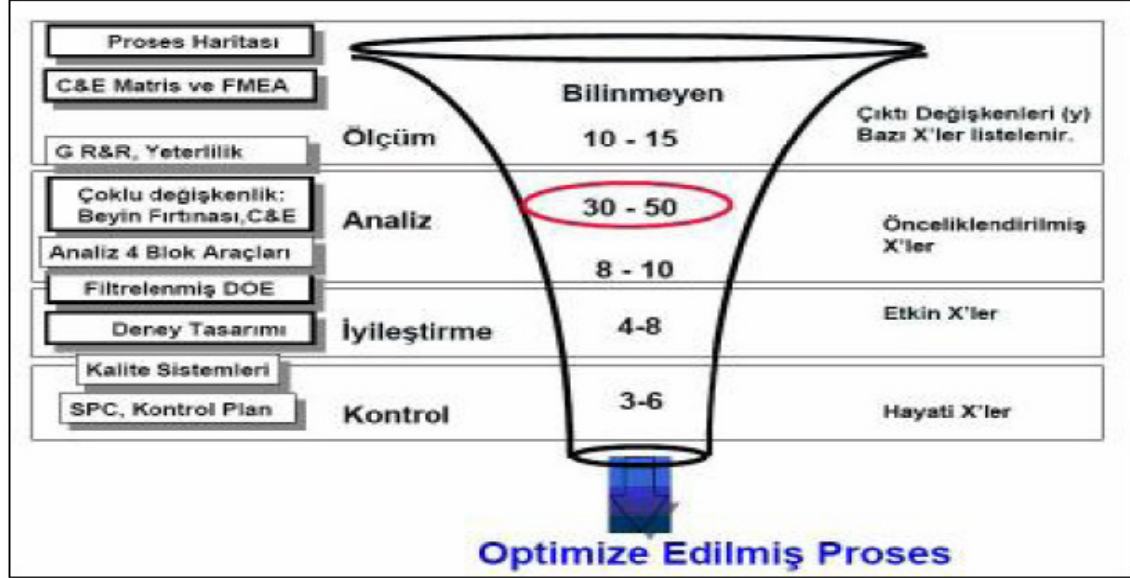 Proses Haritası
C&E Matris ve FMEA
G R&R, Yeterlilik
Ölçüm
Bilinmeyen
10 - 15
Çıktı Değişkenleri (y)
Bazı X'ler listelenir.
Çoklu değişkenlik:
Beyin Fırtınası,C&E
Analiz 4 Blok Araçları
Analiz
30 - 50
8 - 10
Önceliklendirilmiş
X'ler
Filtrelenmiş DOE
Deney Tasarımı
İyileştirme
4-8
Etkin X'ler
Kalite Sistemleri
SPC, Kontrol Plan
Kontrol
3-6
Hayati X'ler
Optimize Edilmiş Proses